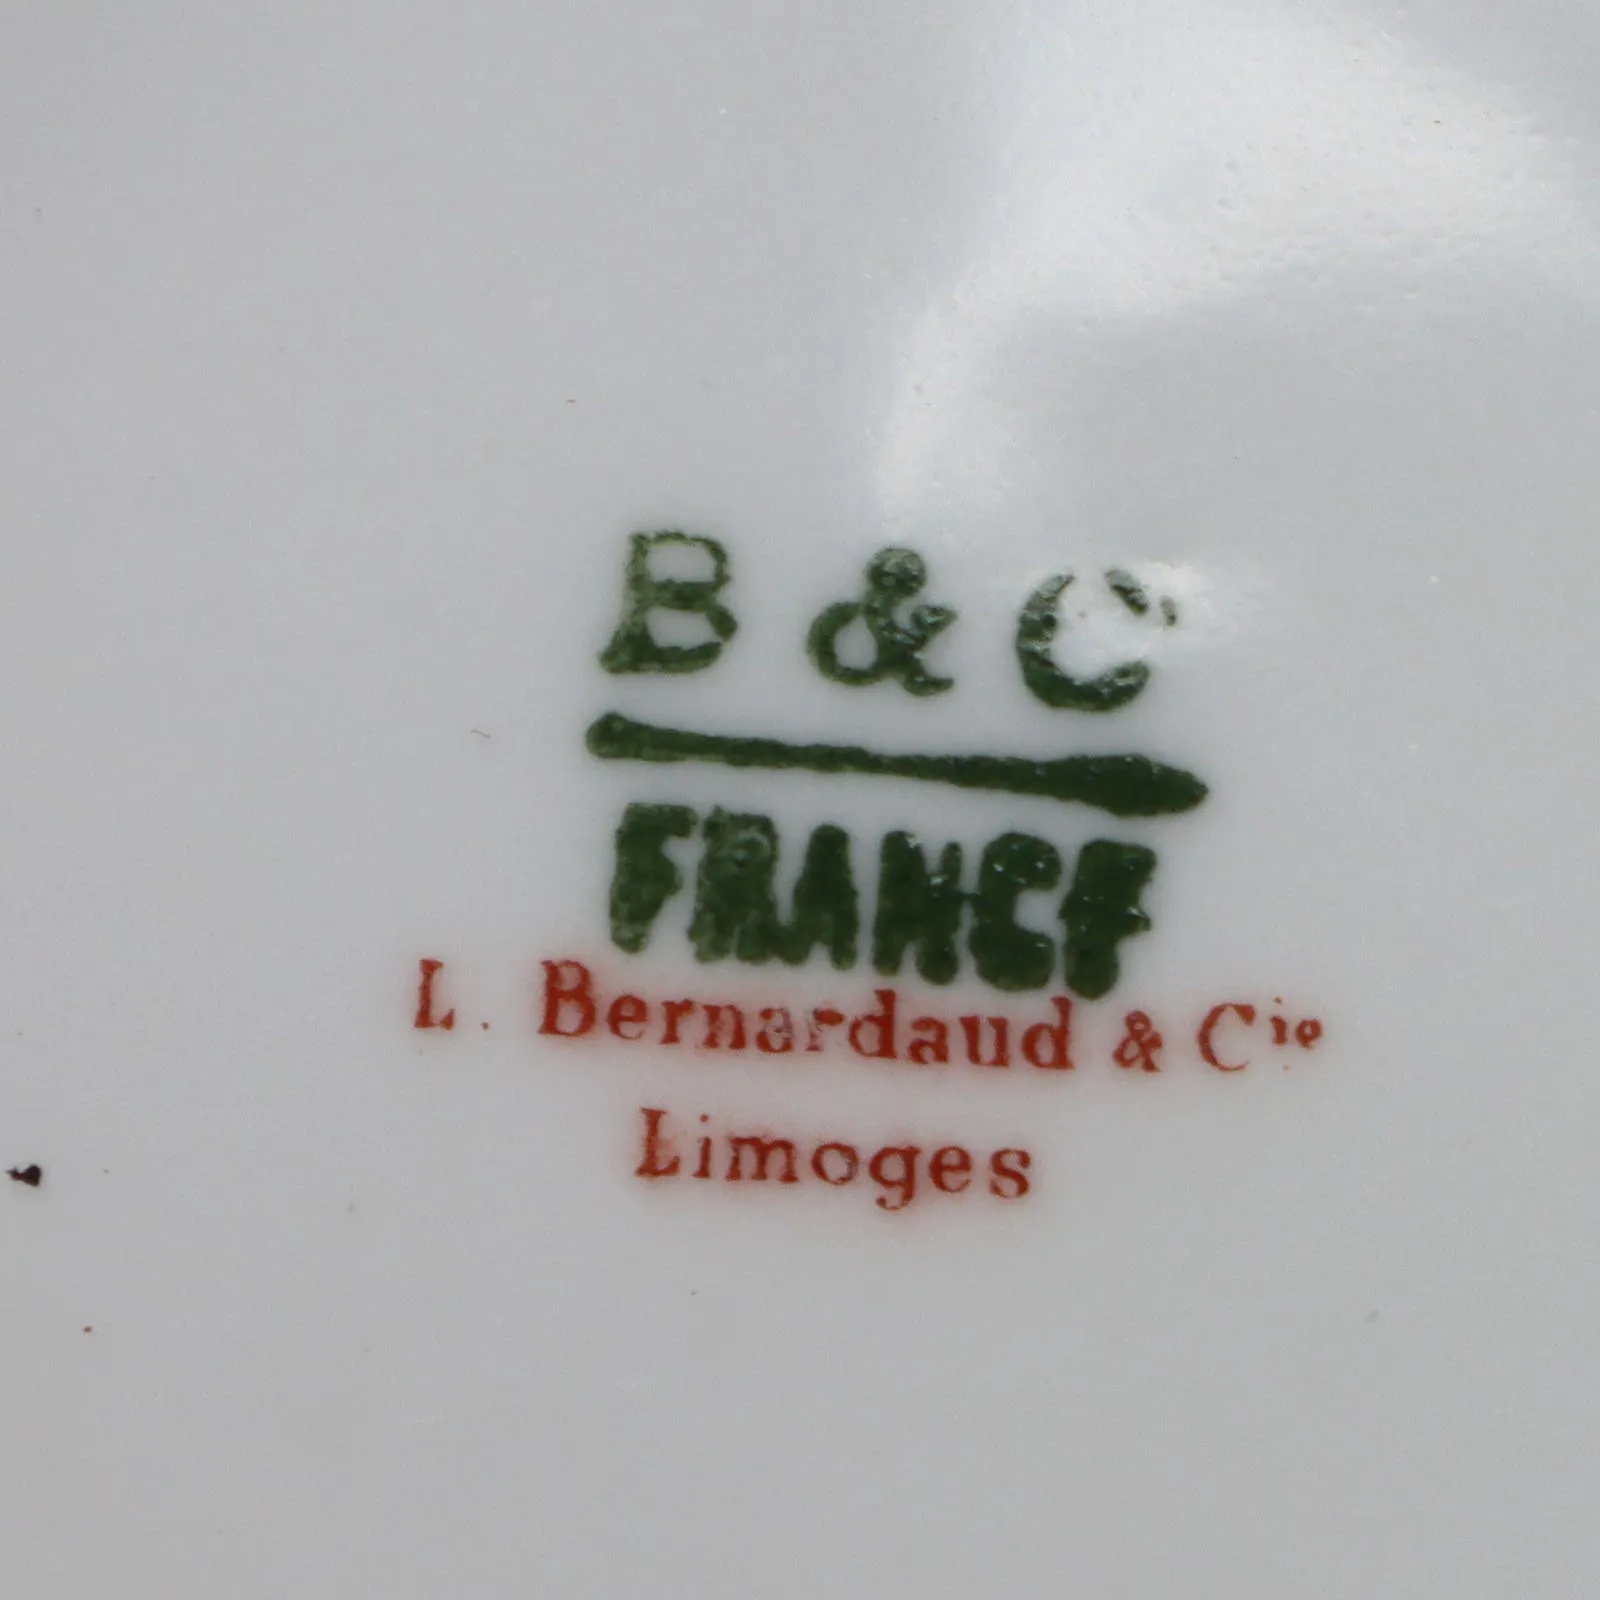 B & C
FRANCE
L. Bernardaud & Cie
Limoges